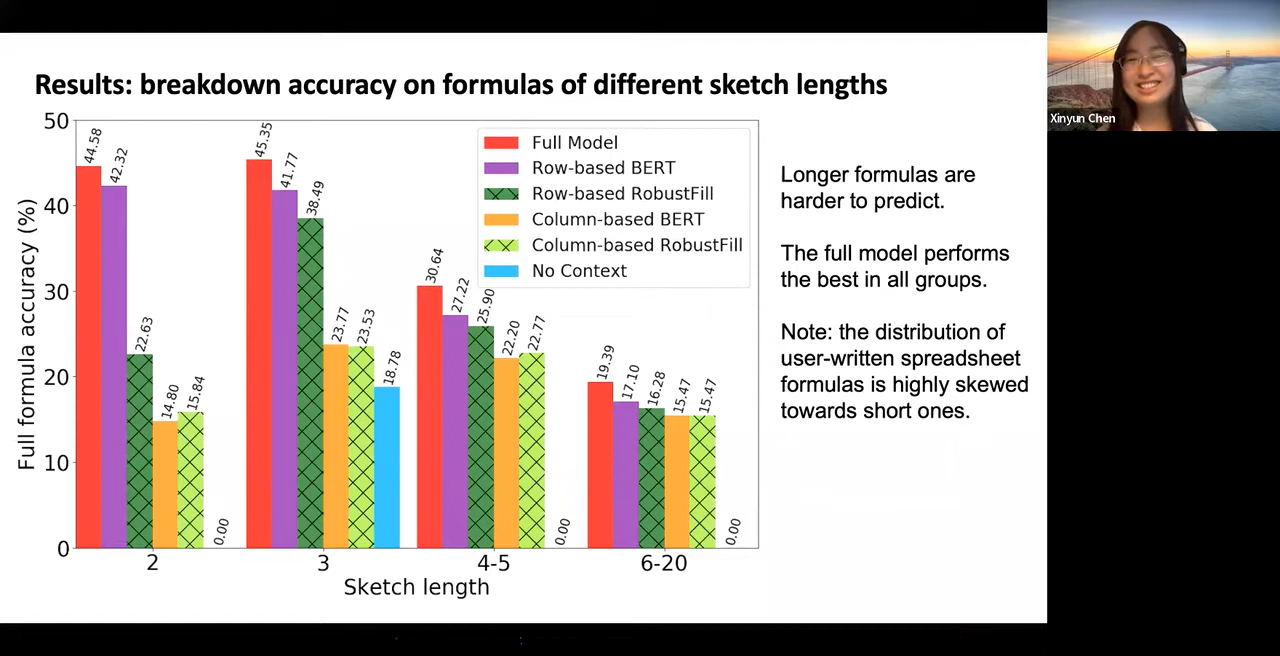 Results: breakdown accuracy on formulas of different sketch lengths
Xinyun Chen
Full formula accuracy (%)
50
40
30
20
10
0
44.58
42.32
22.63
14.80
15.84
0.00
45.35
41.77
38.49
23.77
23.53
18.78
30.64
27.22
25.90
22.20
22.77
0.00
19.39
17.10
16.28
15.47
15.47
0.00
Full Model
Row-based BERT
Row-based RobustFill
Column-based BERT
Column-based RobustFill
No Context
2
3
4-5
6-20
Sketch length
Longer formulas are
harder to predict.
The full model performs
the best in all groups.
Note: the distribution of
user-written spreadsheet
formulas is highly skewed
towards short ones.